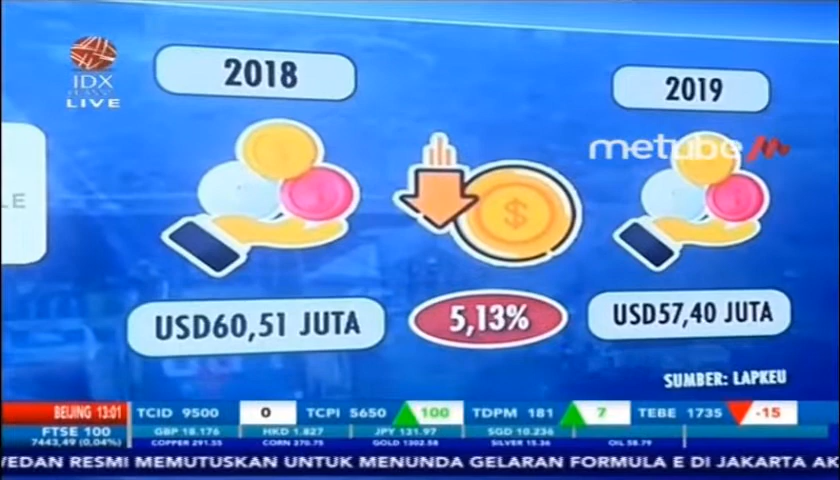 IDX
LIVE
2018
2019
metube
LE
$
USD60,51 JUTA
5,13%
USD57,40 JUTA
SUMBER: LAPKEU
BEIJING 13:01
TCID 9500
0
TCPI 5650
100
TDPM 181
7
TEBE 1735
-15
FTSE 100
7443,49 (0,04%)
GBP 18.176
HKD 1.827
JPY 131.97
SGD 10.236
COPPER 291.55
CORN 370.75
GOLD 1302.58
SILVER 15.36
OIL 58.79
VEDAN RESMI MEMUTUSKAN UNTUK MENUNDA GELARAN FORMULA E DI JAKARTA AK